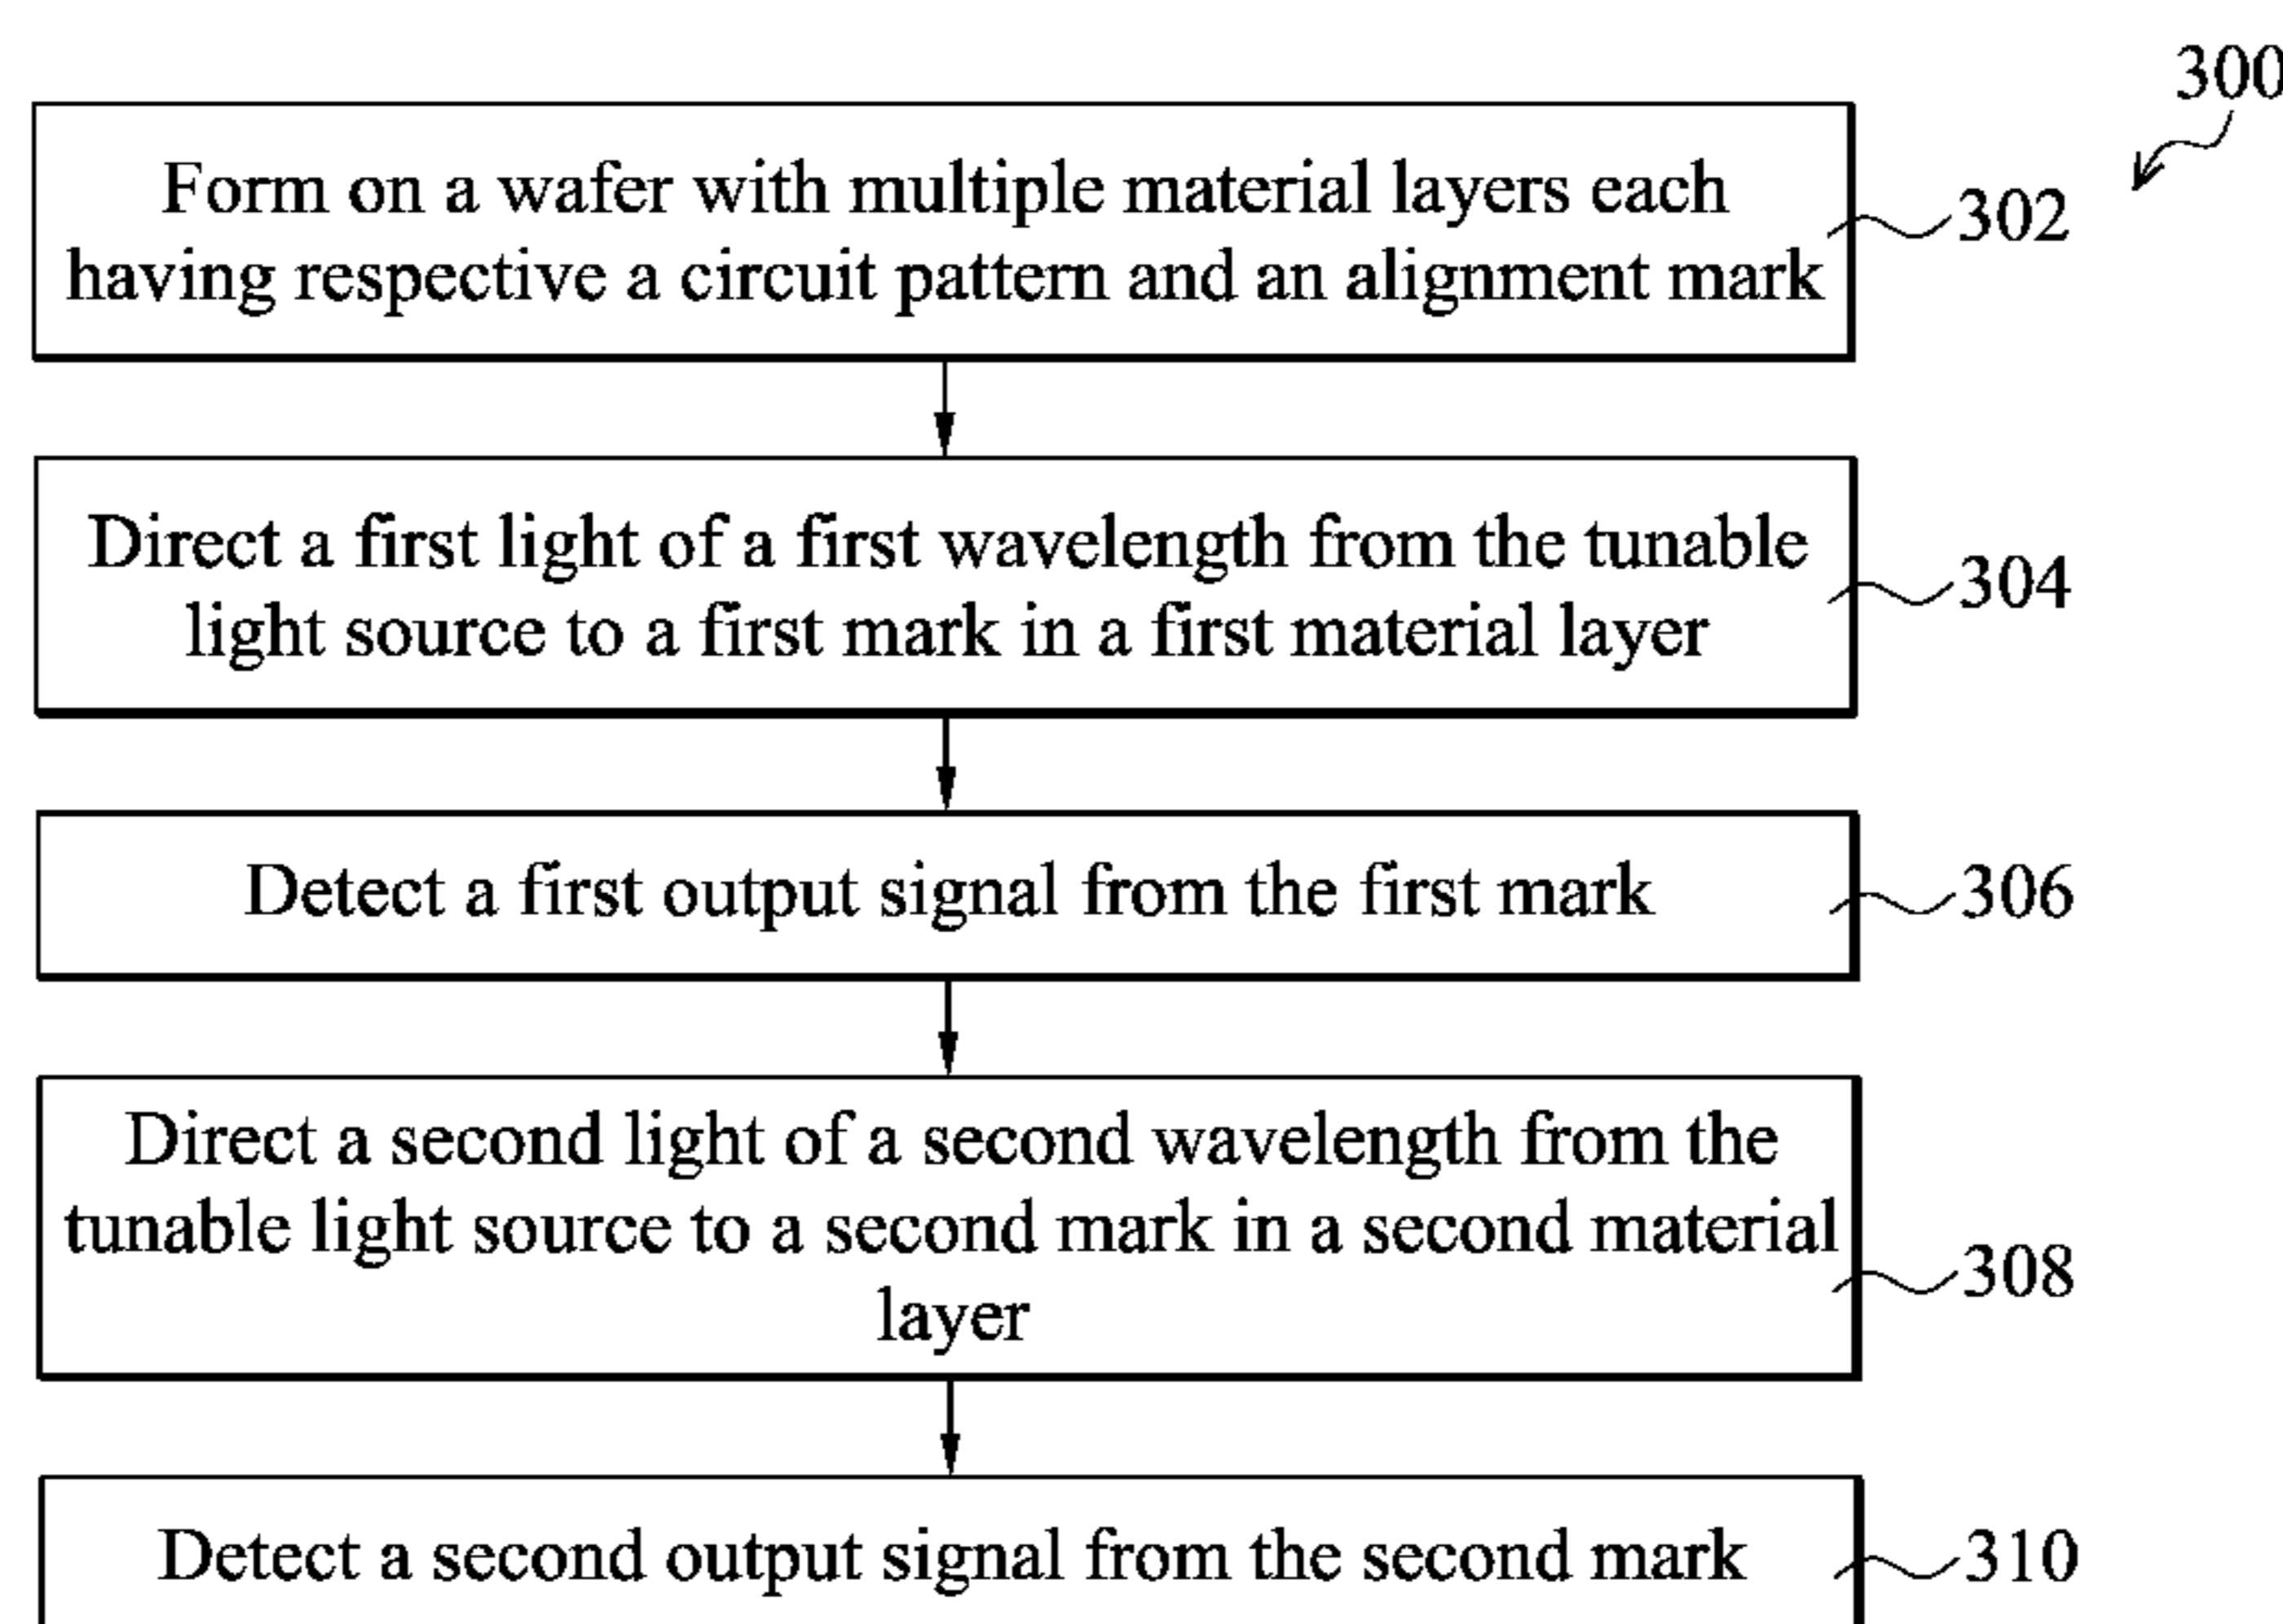 300
Form on a wafer with multiple material layers each
having respective a circuit pattern and an alignment mark
302
Direct a first light of a first wavelength from the tunable
light source to a first mark in a first material layer
304
Detect a first output signal from the first mark
306
Direct a second light of a second wavelength from the
tunable light source to a second mark in a second material
layer
308
Detect a second output signal from the second mark
310